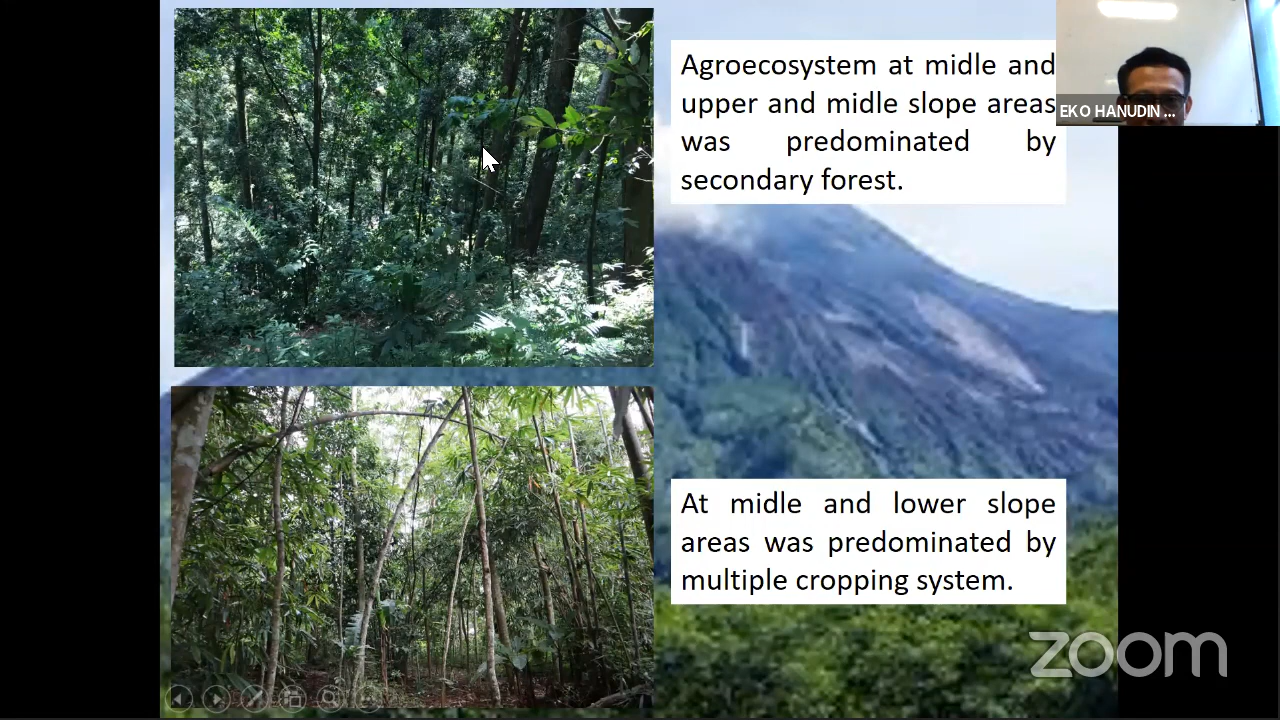 Agroecosystem at midle and
upper and midle slope areas
was predominated by
secondary forest.
EKO HANUDIN ...
At midle and lower slope
areas was predominated by
multiple cropping system.
zoom